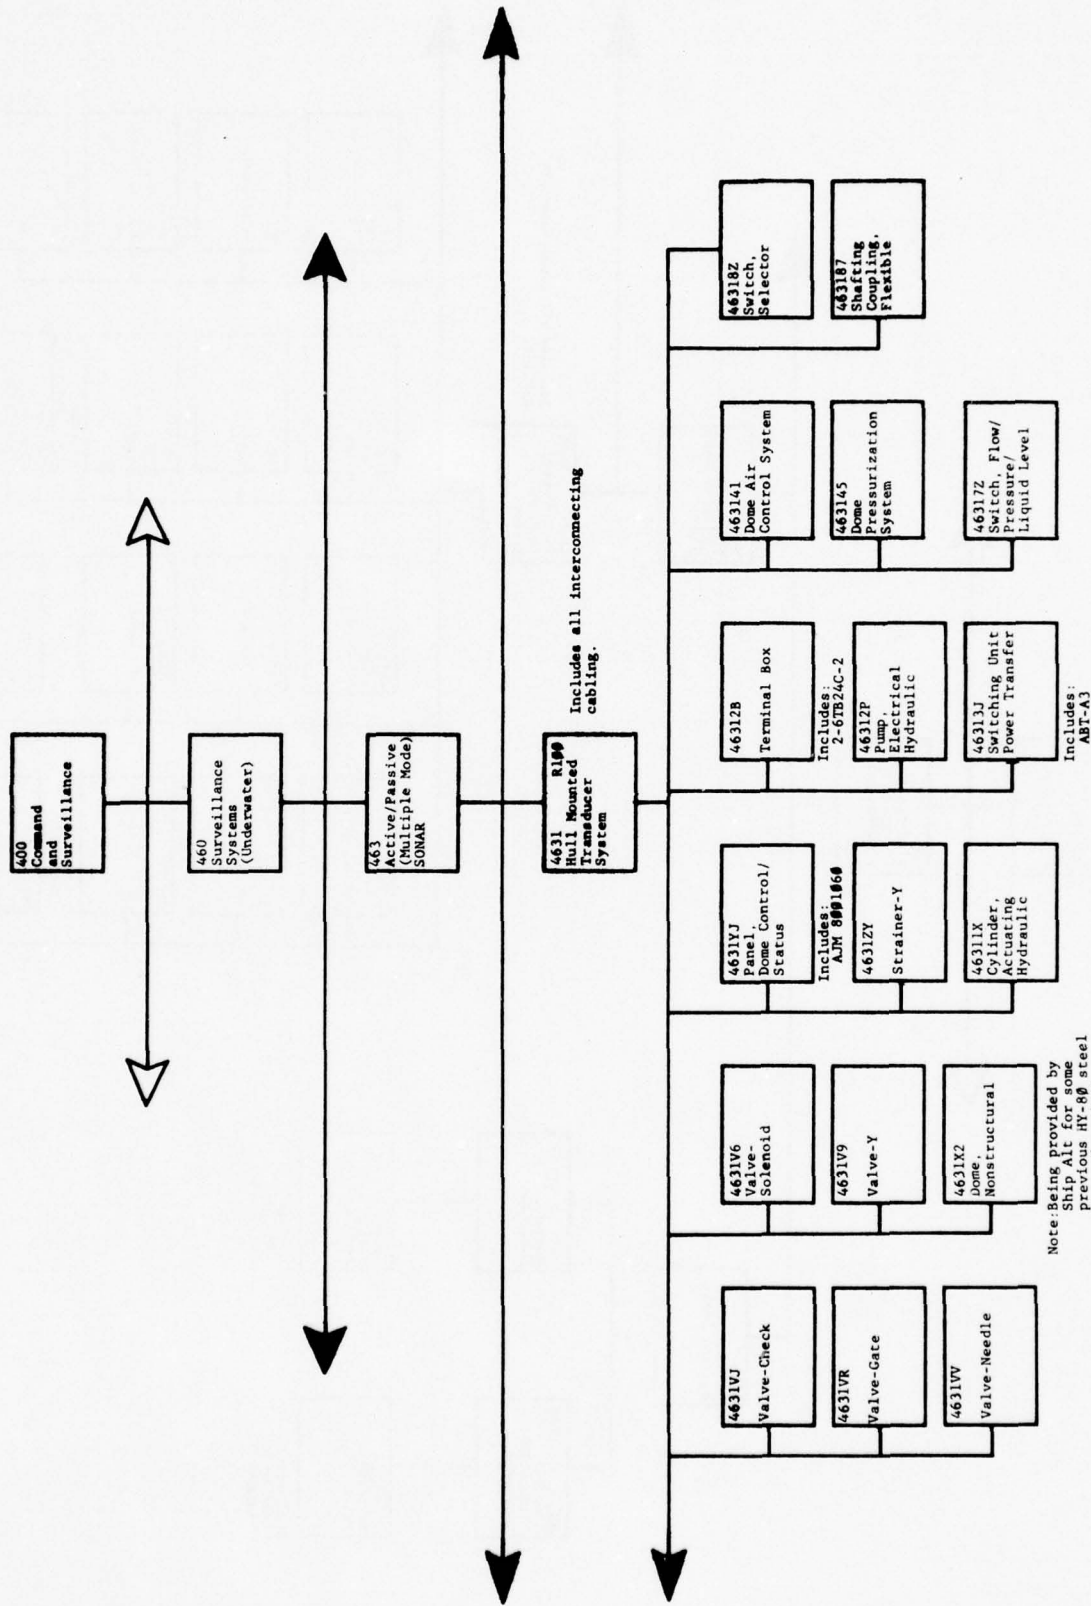 400
Command
and
Surveillance
460
Surveillance
Systems
(Underwater)
463
Active/Passive
(Multiple Mode)
SONAR
4631 R100
Hull Mounted
Transducer
System
Includes all interconnecting
cabling.
4631VJ
Valve-Check
4631VR
Valve-Gate
4631VV
Valve-Needle
4631V6
Valve-
Solenoid
4631V9
Valve-Y
4631X2
Dome,
Nonstructural
Note:Being provided by
Ship Alt for some
previous HY-80 steel
4631YJ
Panel,
Dome Control/
Status
Includes:
AJM 8001060
4631ZY
Strainer-Y
46311X
Cylinder,
Actuating
Hydraulic
46312B
Terminal Box
Includes:
2-6TB24C-2
46312P
Pump,
Electrical
Hydraulic
46313J
Switching Unit
Power Transfer
Includes:
ABT-A3
463141
Dome Air
Control System
463145
Dome
Pressurization
System
46317Z
Switch, Flow/
Pressure/
Liquid Level
46318Z
Switch,
Selector
463187
Shafting
Coupling,
Flexible